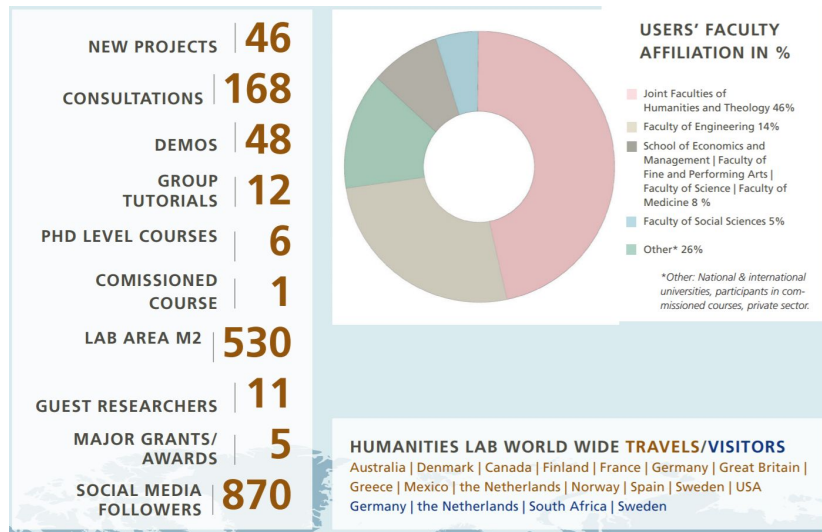 NEW PROJECTS 46
CONSULTATIONS 168
DEMOS 48
GROUP
TUTORIALS 12
PHD LEVEL COURSES 6
COMISSIONED
COURSE 1
LAB AREA M2 530
GUEST RESEARCHERS 11
MAJOR GRANTS/
AWARDS 5
SOCIAL MEDIA
FOLLOWERS 870
USERS' FACULTY
AFFILIATION IN %
Joint Faculties of
Humanities and Theology 46%
Faculty of Engineering 14%
School of Economics and
Management | Faculty of
Fine and Performing Arts |
Faculty of Science | Faculty of
Medicine 8 %
Faculty of Social Sciences 5%
Other* 26%
*Other: National & international
universities, participants in com-
missioned courses, private sector.
HUMANITIES LAB WORLD WIDE TRAVELS/VISITORS
Australia | Denmark | Canada | Finland | France | Germany | Great Britain |
Greece | Mexico | the Netherlands | Norway | Spain | Sweden | USA
Germany | the Netherlands | South Africa | Sweden